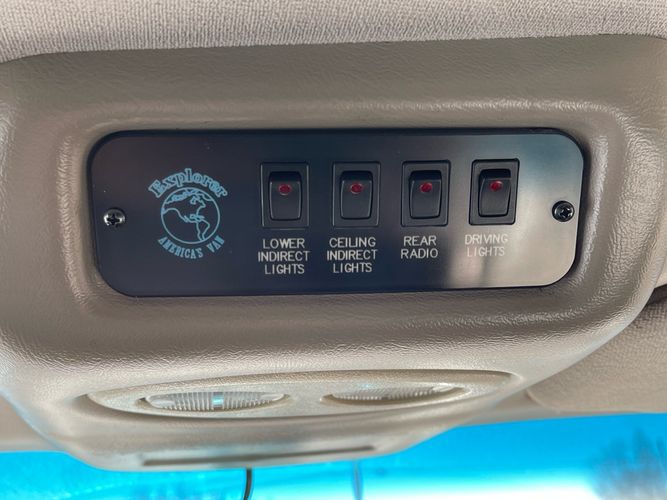 Explorer
AMERICA'S VAN
LOWER
INDIRECT
LIGHTS
CEILING
INDIRECT
LIGHTS
REAR
RADIO
DRIVING
LIGHTS